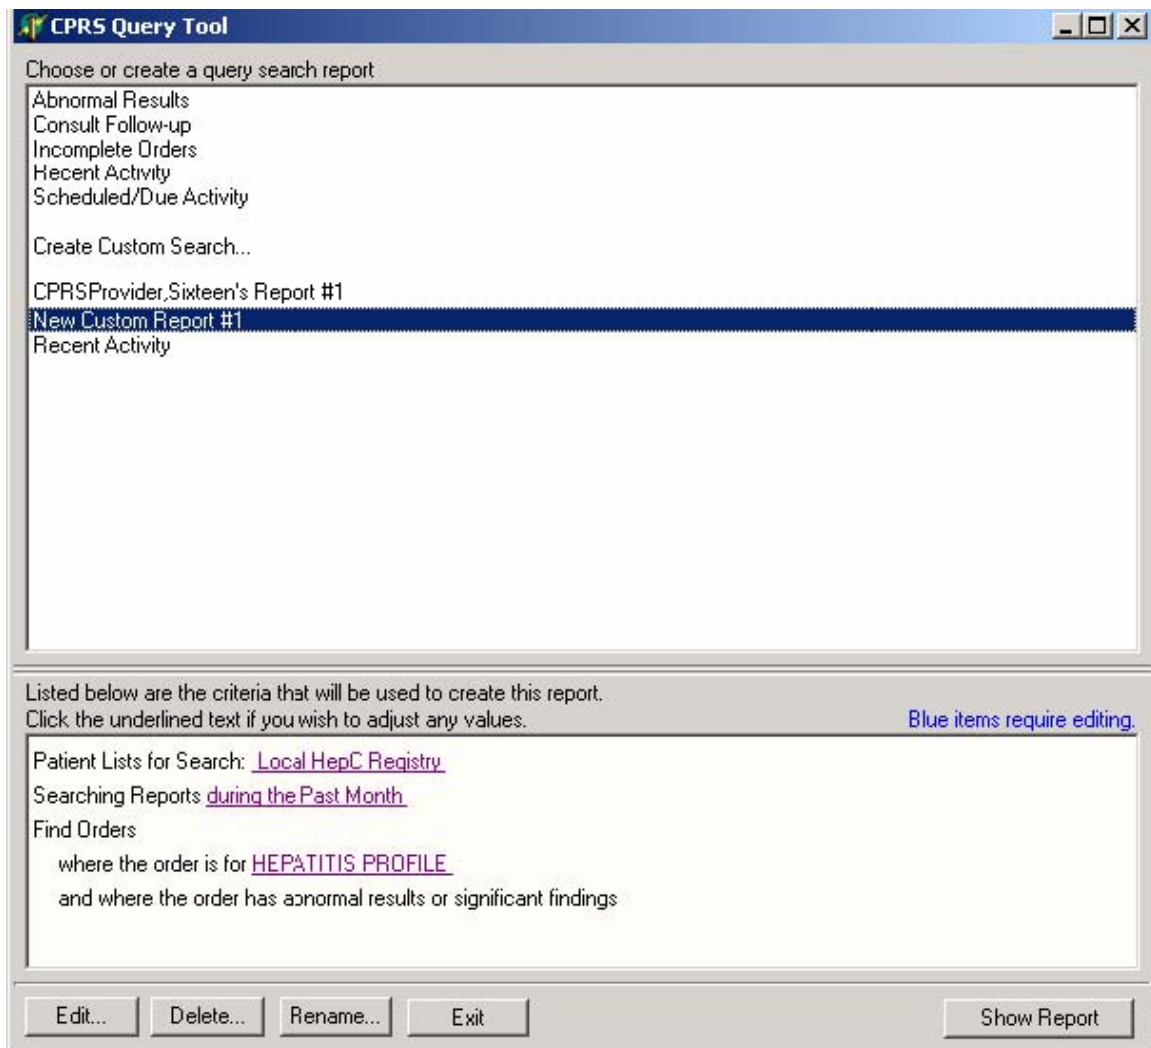 CPRS Query Tool
Choose or create a query search report
Abnormal Results
Consult Follow-up
Incomplete Orders
Recent Activity
Scheduled/Due Activity
Create Custom Search...
CPRSProvider,Sixteen's Report #1
New Custom Report #1
Recent Activity
Listed below are the criteria that will be used to create this report.
Click the underlined text if you wish to adjust any values. Blue items require editing.
Patient Lists for Search: Local HepC Registry
Searching Reports during the Past Month
Find Orders
where the order is for HEPATITIS PROFILE
and where the order has abnormal results or significant findings
Edit... Delete... Rename... Exit Show Report